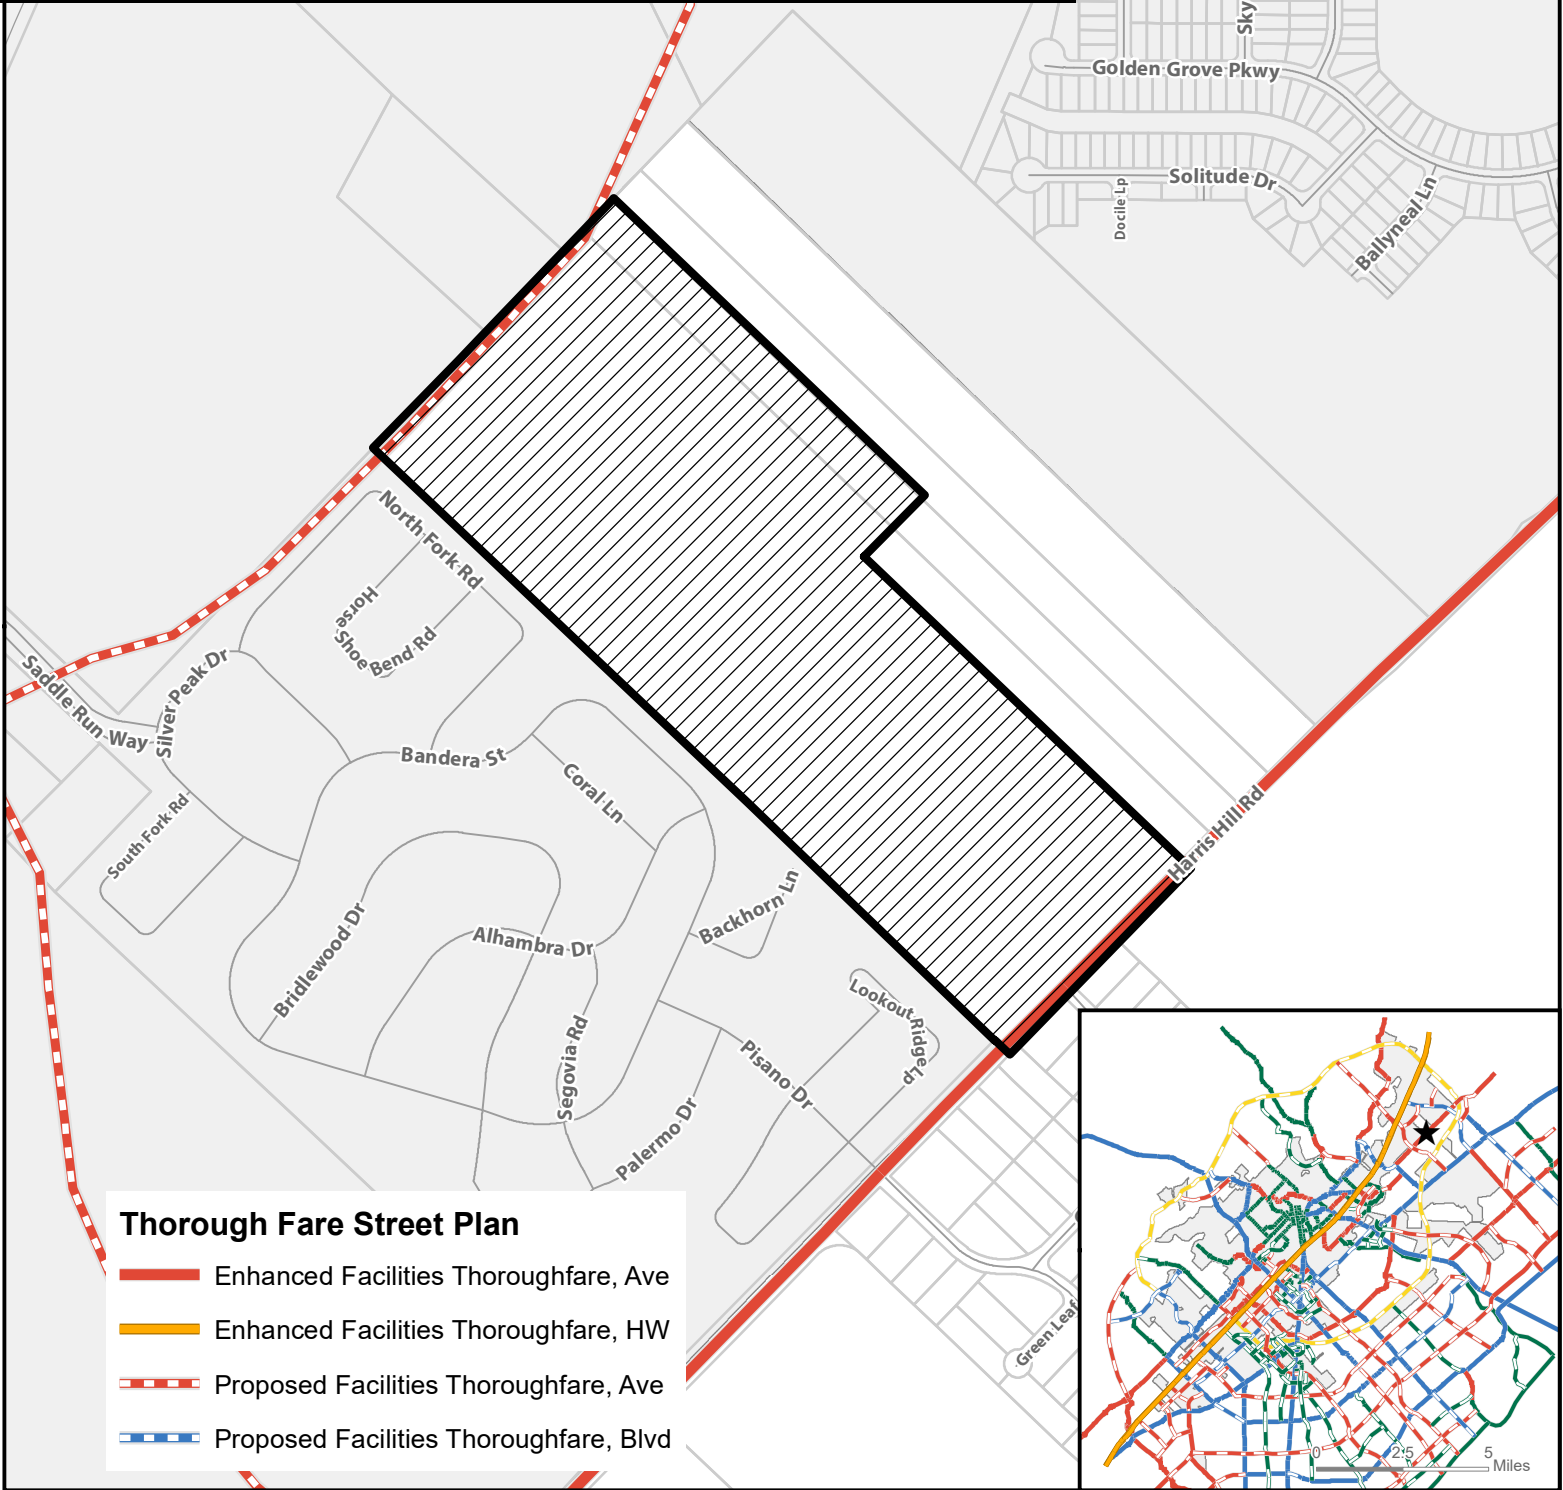 Sky
Golden Grove Pkwy
Solitude Dr
Docile Lp
Ballyneal Ln
North Fork Rd
Horse
Shoe
Bend Rd
Saddle Run Way
Silver Peak Dr
Bandera St
Coral Ln
South Fork Rd
Harris Hill Rd
Backhorn Ln
Bridlewood Dr
Alhambra Dr
Lookout Ridge Lp
Segovia Rd
Pisano Dr
Palermo Dr
Green Leaf
Thorough Fare Street Plan
Enhanced Facilities Thoroughfare, Ave
Enhanced Facilities Thoroughfare, HW
Proposed Facilities Thoroughfare, Ave
Proposed Facilities Thoroughfare, Blvd
0 2.5 5
Miles